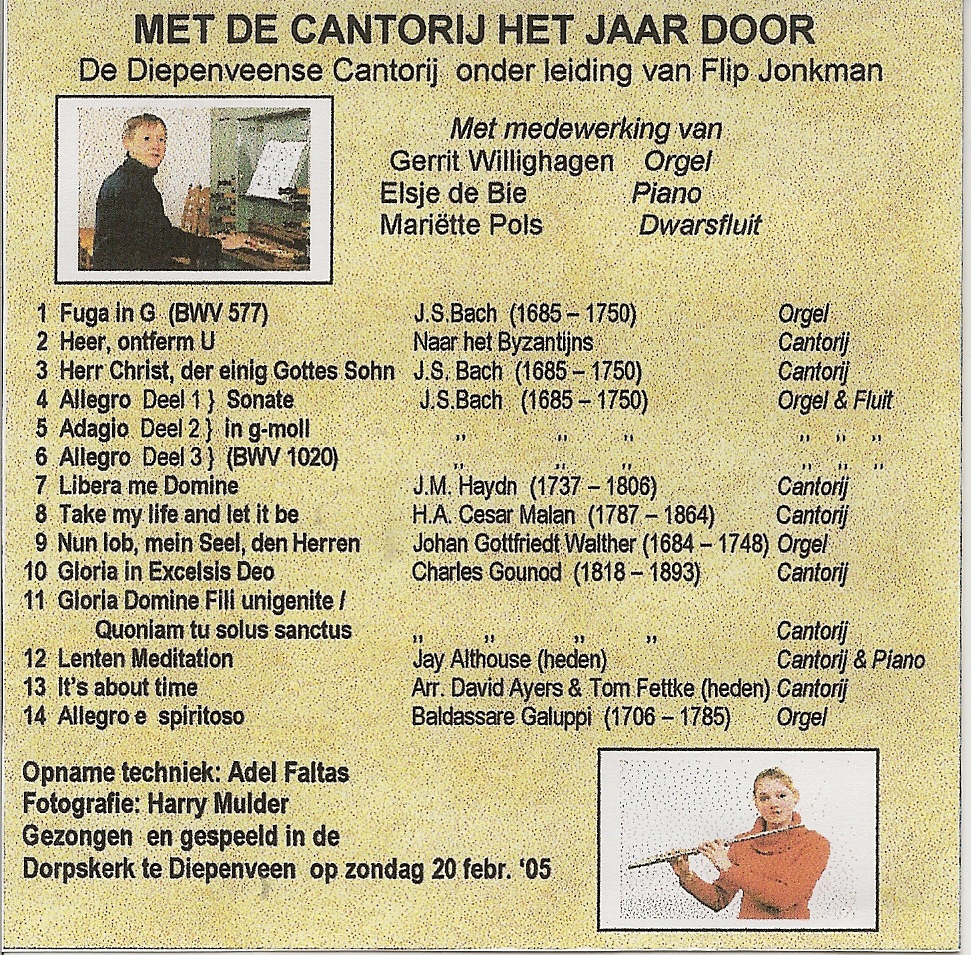 MET DE CANTORIJ HET JAAR DOOR
De Diepenveense Cantorij onder leiding van Flip Jonkman
Met medewerking van
Gerrit Willighagen Orgel
Elsje de Bie Piano
Mariëtte Pols Dwarsfluit
1 Fuga in G (BWV 577) J.S.Bach (1685 – 1750) Orgel
2 Heer, ontferm U Naar het Byzantijns Cantorij
3 Herr Christ, der einig Gottes Sohn J.S. Bach (1685 – 1750) Cantorij
4 Allegro Deel 1 } Sonate J.S.Bach (1685 – 1750) Orgel & Fluit
5 Adagio Deel 2 } in g-moll ,, ,, ,, ,, ,, ,,
6 Allegro Deel 3 } (BWV 1020) ,, ,, ,, ,, ,, ,,
7 Libera me Domine J.M. Haydn (1737 – 1806) Cantorij
8 Take my life and let it be H.A. Cesar Malan (1787 – 1864) Cantorij
9 Nun lob, mein Seel, den Herren Johan Gottfriedt Walther (1684 – 1748) Orgel
10 Gloria in Excelsis Deo Charles Gounod (1818 – 1893) Cantorij
11 Gloria Domine Fili unigenite /
Quoniam tu solus sanctus ,, ,, ,, ,, Cantorij
12 Lenten Meditation Jay Althouse (heden) Cantorij & Piano
13 It's about time Arr. David Ayers & Tom Fettke (heden) Cantorij
14 Allegro e spiritoso Baldassare Galuppi (1706 – 1785) Orgel
Opname techniek: Adel Faltas
Fotografie: Harry Mulder
Gezongen en gespeeld in de
Dorpskerk te Diepenveen op zondag 20 febr. '05